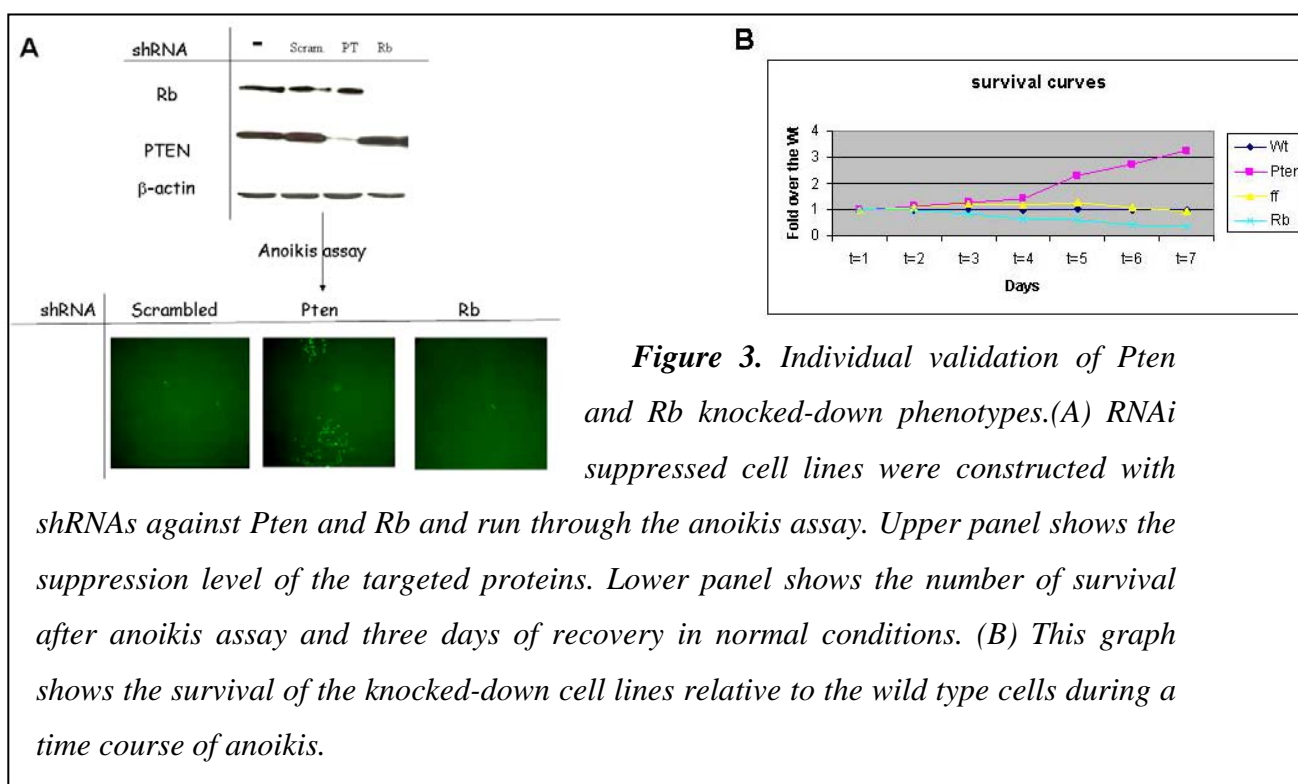 A
shRNA - Scram. PT Rb
Rb
PTEN
β-actin
Anoikis assay
shRNA Scrambled Pten Rb
B
survival curves
Fold over the Wt
4
3
2
1
0
t=1 t=2 t=3 t=4 t=5 t=6 t=7
Days
Wt
Pten
ff
Rb
Figure 3. Individual validation of Pten
and Rb knocked-down phenotypes.(A) RNAi
suppressed cell lines were constructed with
shRNAs against Pten and Rb and run through the anoikis assay. Upper panel shows the
suppression level of the targeted proteins. Lower panel shows the number of survival
after anoikis assay and three days of recovery in normal conditions. (B) This graph
shows the survival of the knocked-down cell lines relative to the wild type cells during a
time course of anoikis.